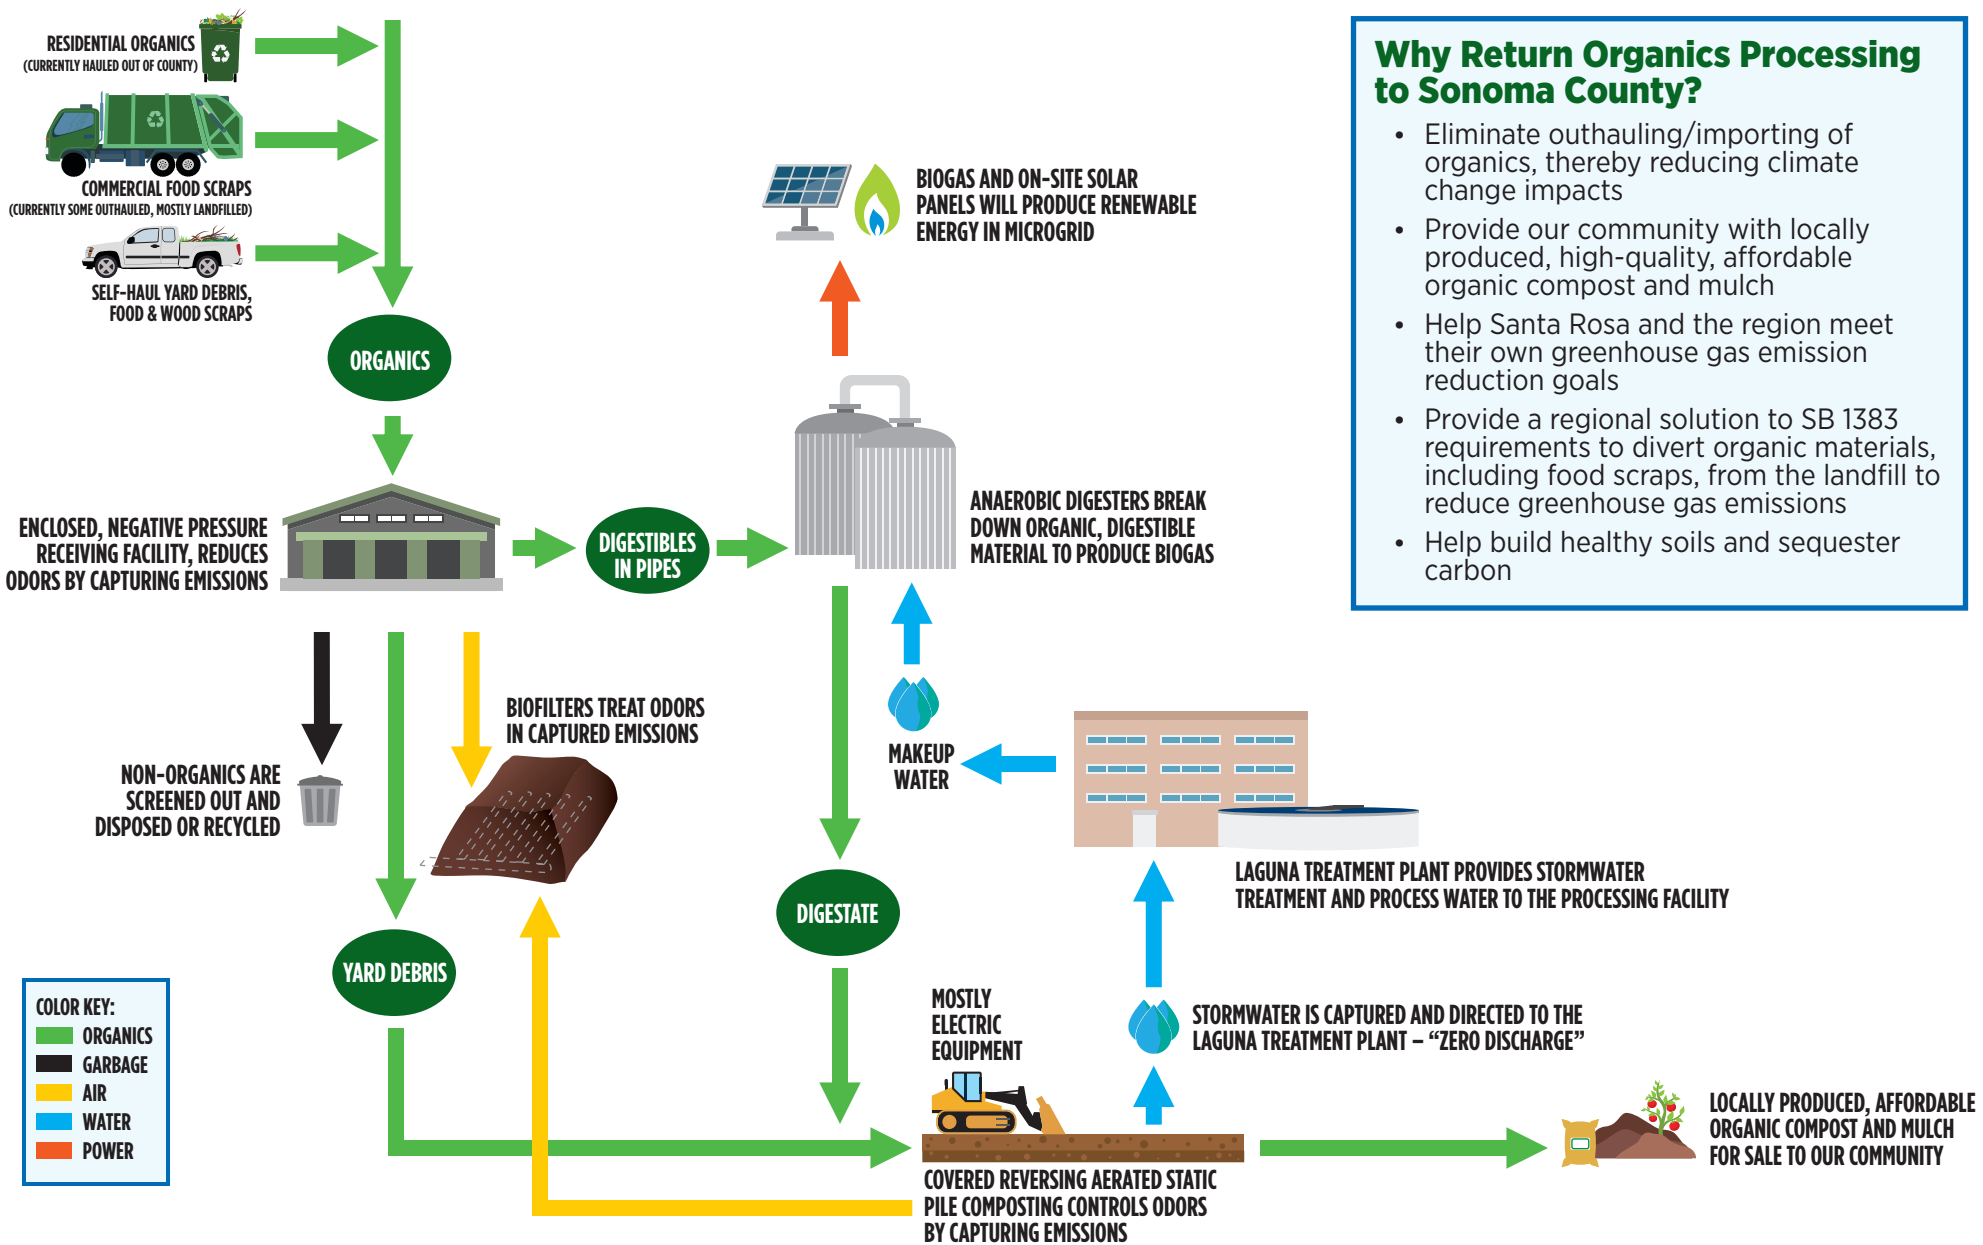 RESIDENTIAL ORGANICS
(CURRENTLY HAULED OUT OF COUNTY)
COMMERCIAL FOOD SCRAPS
(CURRENTLY SOME OUTHAULED, MOSTLY LANDFILLED)
SELF-HAUL YARD DEBRIS,
FOOD & WOOD SCRAPS
ORGANICS
ENCLOSED, NEGATIVE PRESSURE
RECEIVING FACILITY, REDUCES
ODORS BY CAPTURING EMISSIONS
DIGESTIBLES
IN PIPES
BIOGAS AND ON-SITE SOLAR
PANELS WILL PRODUCE RENEWABLE
ENERGY IN MICROGRID
ANAEROBIC DIGESTERS BREAK
DOWN ORGANIC, DIGESTIBLE
MATERIAL TO PRODUCE BIOGAS
Why Return Organics Processing
to Sonoma County?
• Eliminate outhauling/importing of
organics, thereby reducing climate
change impacts
• Provide our community with locally
produced, high-quality, affordable
organic compost and mulch
• Help Santa Rosa and the region meet
their own greenhouse gas emission
reduction goals
• Provide a regional solution to SB 1383
requirements to divert organic materials,
including food scraps, from the landfill to
reduce greenhouse gas emissions
• Help build healthy soils and sequester
carbon
NON-ORGANICS ARE
SCREENED OUT AND
DISPOSED OR RECYCLED
BIOFILTERS TREAT ODORS
IN CAPTURED EMISSIONS
MAKEUP
WATER
LAGUNA TREATMENT PLANT PROVIDES STORMWATER
TREATMENT AND PROCESS WATER TO THE PROCESSING FACILITY
YARD DEBRIS
DIGESTATE
MOSTLY
ELECTRIC
EQUIPMENT
STORMWATER IS CAPTURED AND DIRECTED TO THE
LAGUNA TREATMENT PLANT – “ZERO DISCHARGE”
COLOR KEY:
ORGANICS
GARBAGE
AIR
WATER
POWER
COVERED REVERSING AERATED STATIC
PILE COMPOSTING CONTROLS ODORS
BY CAPTURING EMISSIONS
LOCALLY PRODUCED, AFFORDABLE
ORGANIC COMPOST AND MULCH
FOR SALE TO OUR COMMUNITY